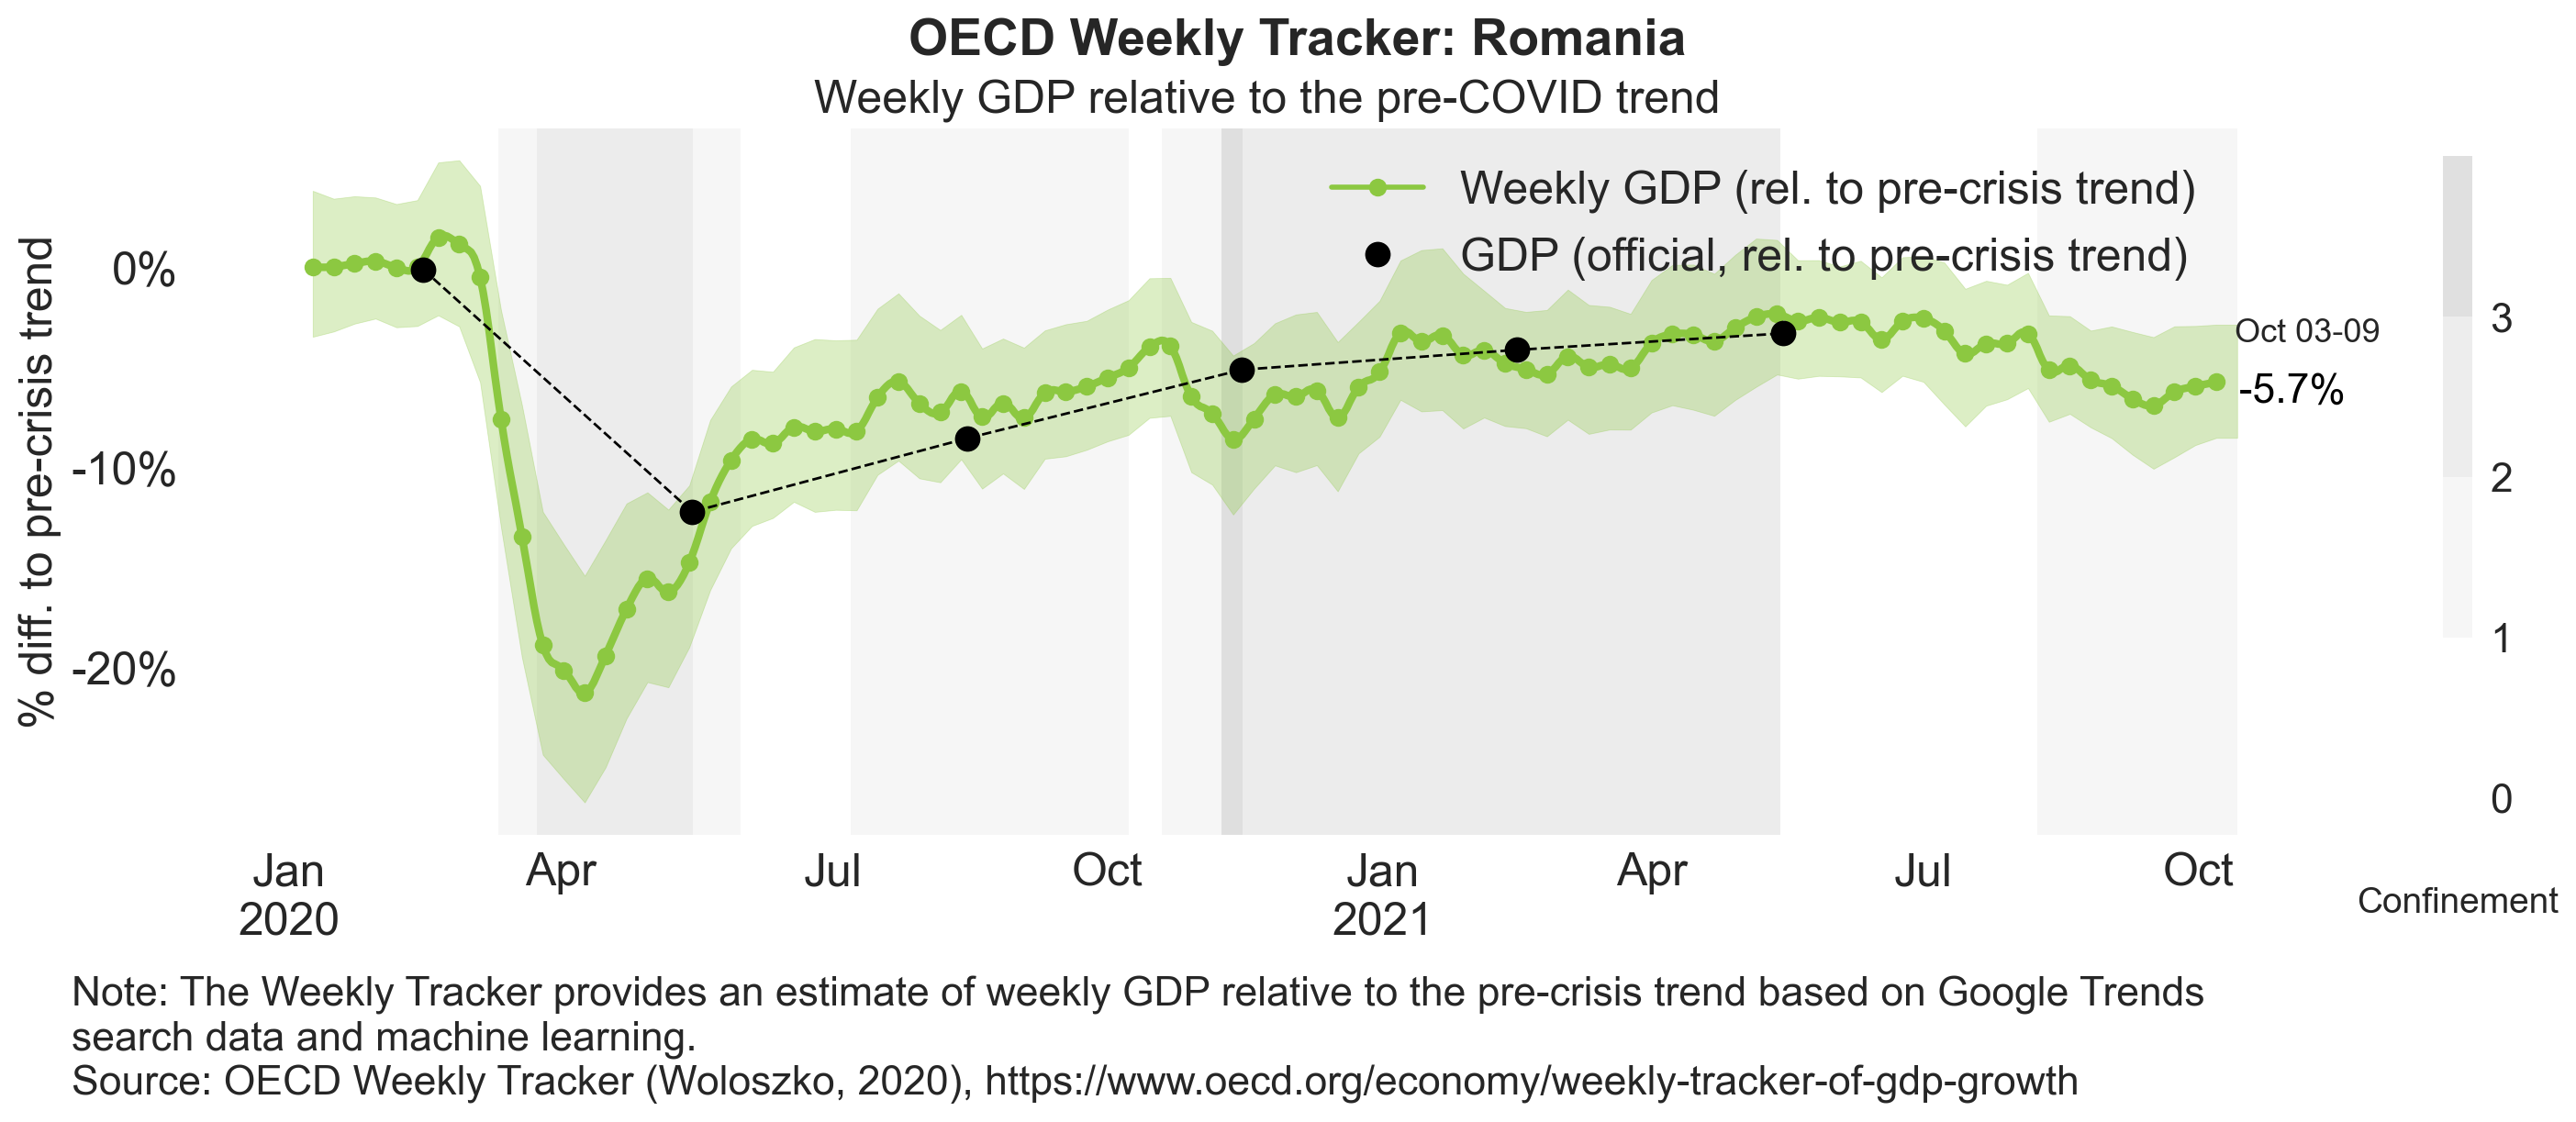 OECD Weekly Tracker: Romania
Weekly GDP relative to the pre-COVID trend
% diff. to pre-crisis trend
0%
-10%
-20%
Weekly GDP (rel. to pre-crisis trend)
GDP (official, rel. to pre-crisis trend)
Oct 03-09
-5.7%
3
2
1
0
Confinement
Jan Apr Jul Oct Jan Apr Jul Oct
2020 2021
Note: The Weekly Tracker provides an estimate of weekly GDP relative to the pre-crisis trend based on Google Trends
search data and machine learning.
Source: OECD Weekly Tracker (Woloszko, 2020), https://www.oecd.org/economy/weekly-tracker-of-gdp-growth